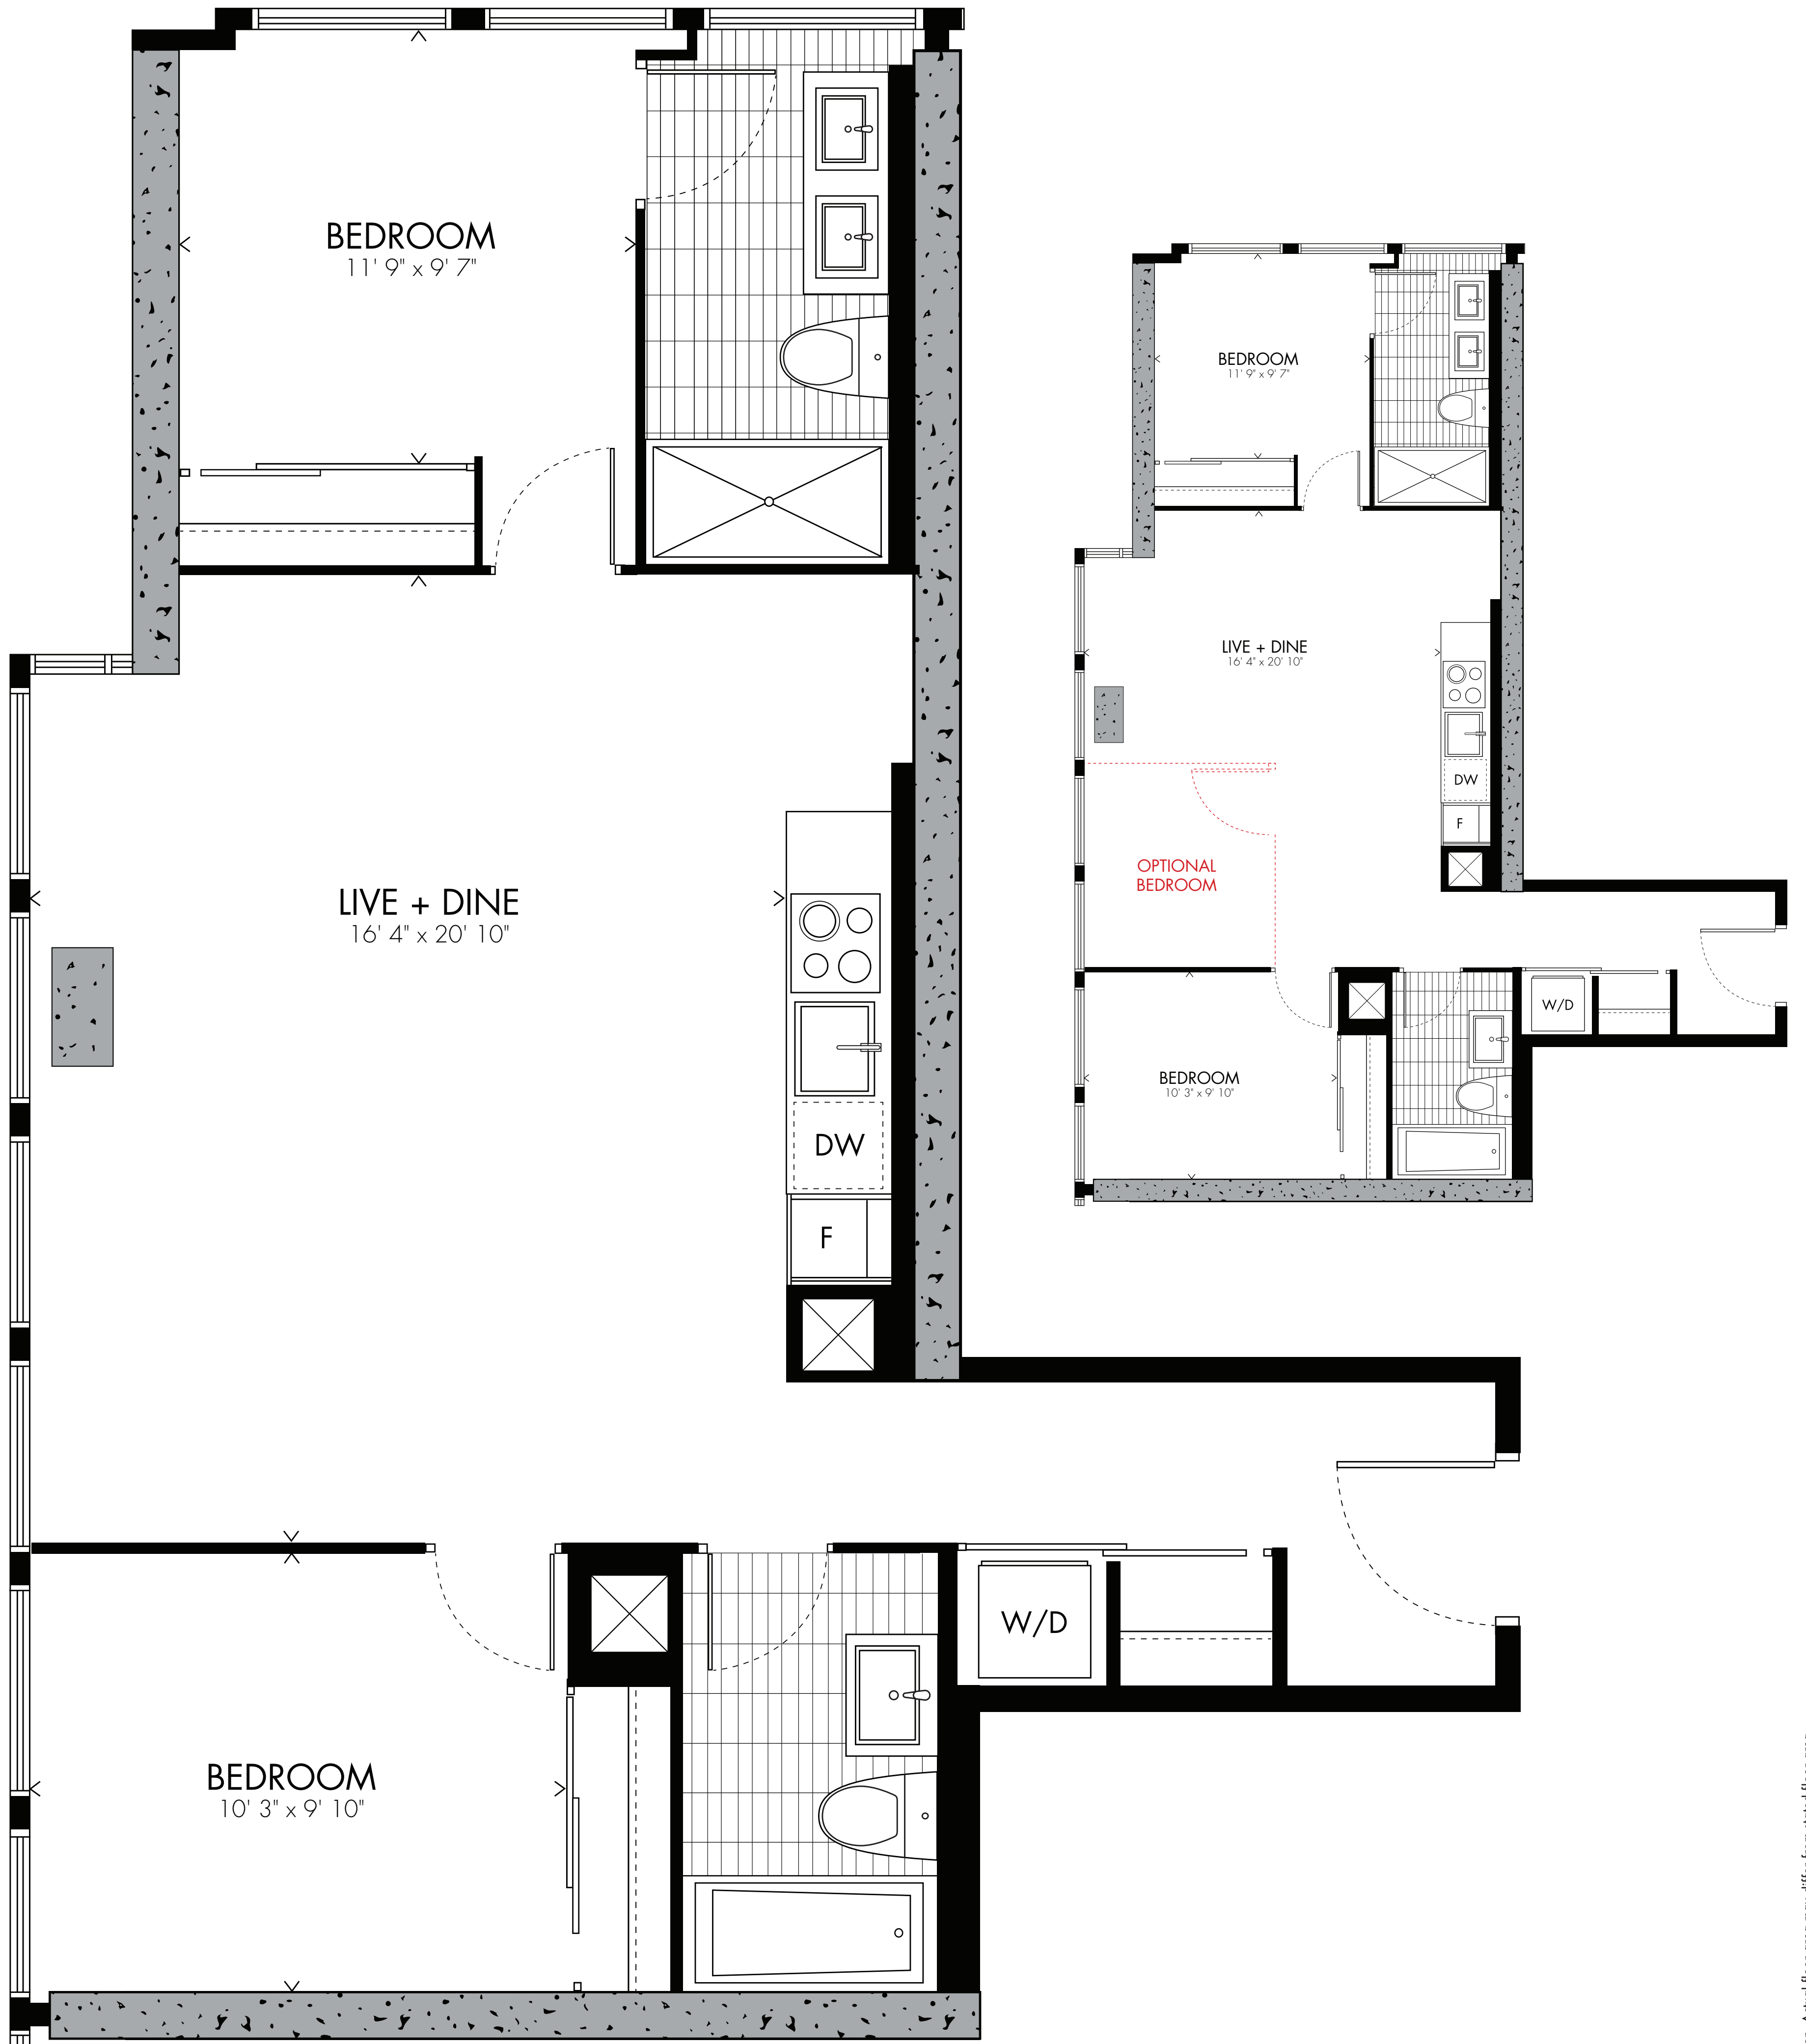 BEDROOM
11' 9" x 9' 7"
LIVE + DINE
16' 4" x 20' 10"
DW
F
W/D
BEDROOM
10' 3" x 9' 10"
BEDROOM
11' 9" x 9' 7"
LIVE + DINE
16' 4" x 20' 10"
DW
F
OPTIONAL
BEDROOM
W/D
BEDROOM
10' 3" x 9' 10"